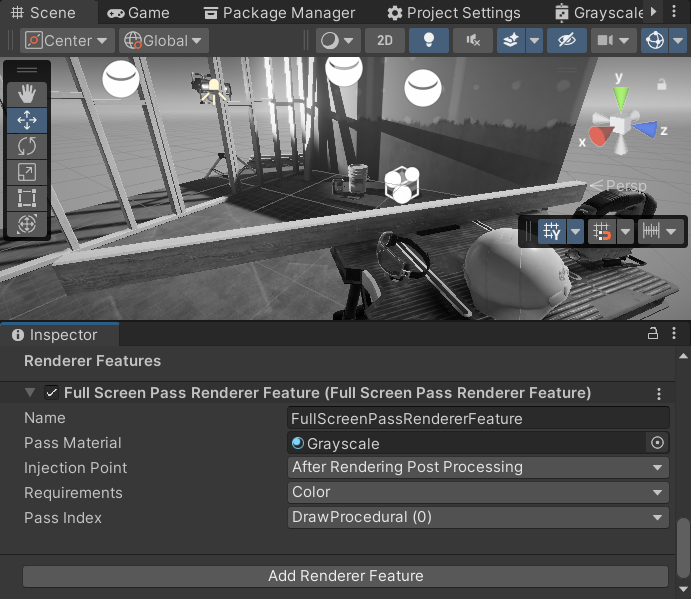 Scene Game Package Manager Project Settings Grayscale
Center Global 2D
y
x z
Persp
Y
Inspector
Renderer Features
Full Screen Pass Renderer Feature (Full Screen Pass Renderer Feature)
Name FullScreenPassRendererFeature
Pass Material Grayscale
Injection Point After Rendering Post Processing
Requirements Color
Pass Index DrawProcedural (0)
Add Renderer Feature